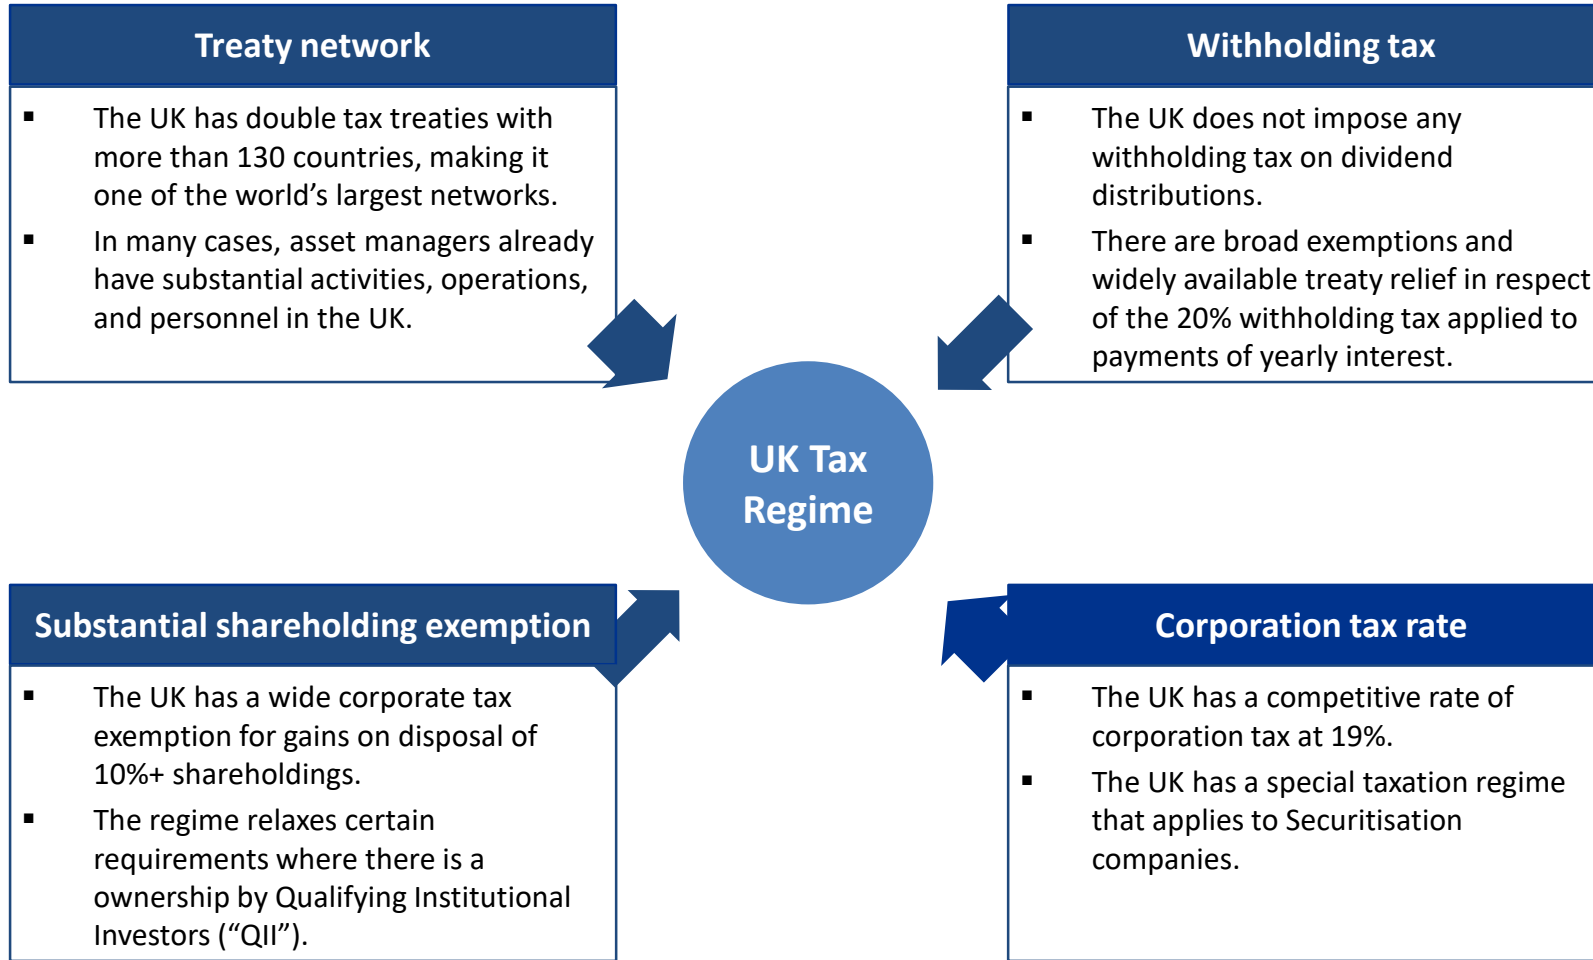 Treaty network
▪ The UK has double tax treaties with
more than 130 countries, making it
one of the world’s largest networks.
▪ In many cases, asset managers already
have substantial activities, operations,
and personnel in the UK.
Withholding tax
▪ The UK does not impose any
withholding tax on dividend
distributions.
▪ There are broad exemptions and
widely available treaty relief in respect
of the 20% withholding tax applied to
payments of yearly interest.
UK Tax
Regime
Substantial shareholding exemption
▪ The UK has a wide corporate tax
exemption for gains on disposal of
10%+ shareholdings.
▪ The regime relaxes certain
requirements where there is a
ownership by Qualifying Institutional
Investors (“QII”).
Corporation tax rate
▪ The UK has a competitive rate of
corporation tax at 19%.
▪ The UK has a special taxation regime
that applies to Securitisation
companies.